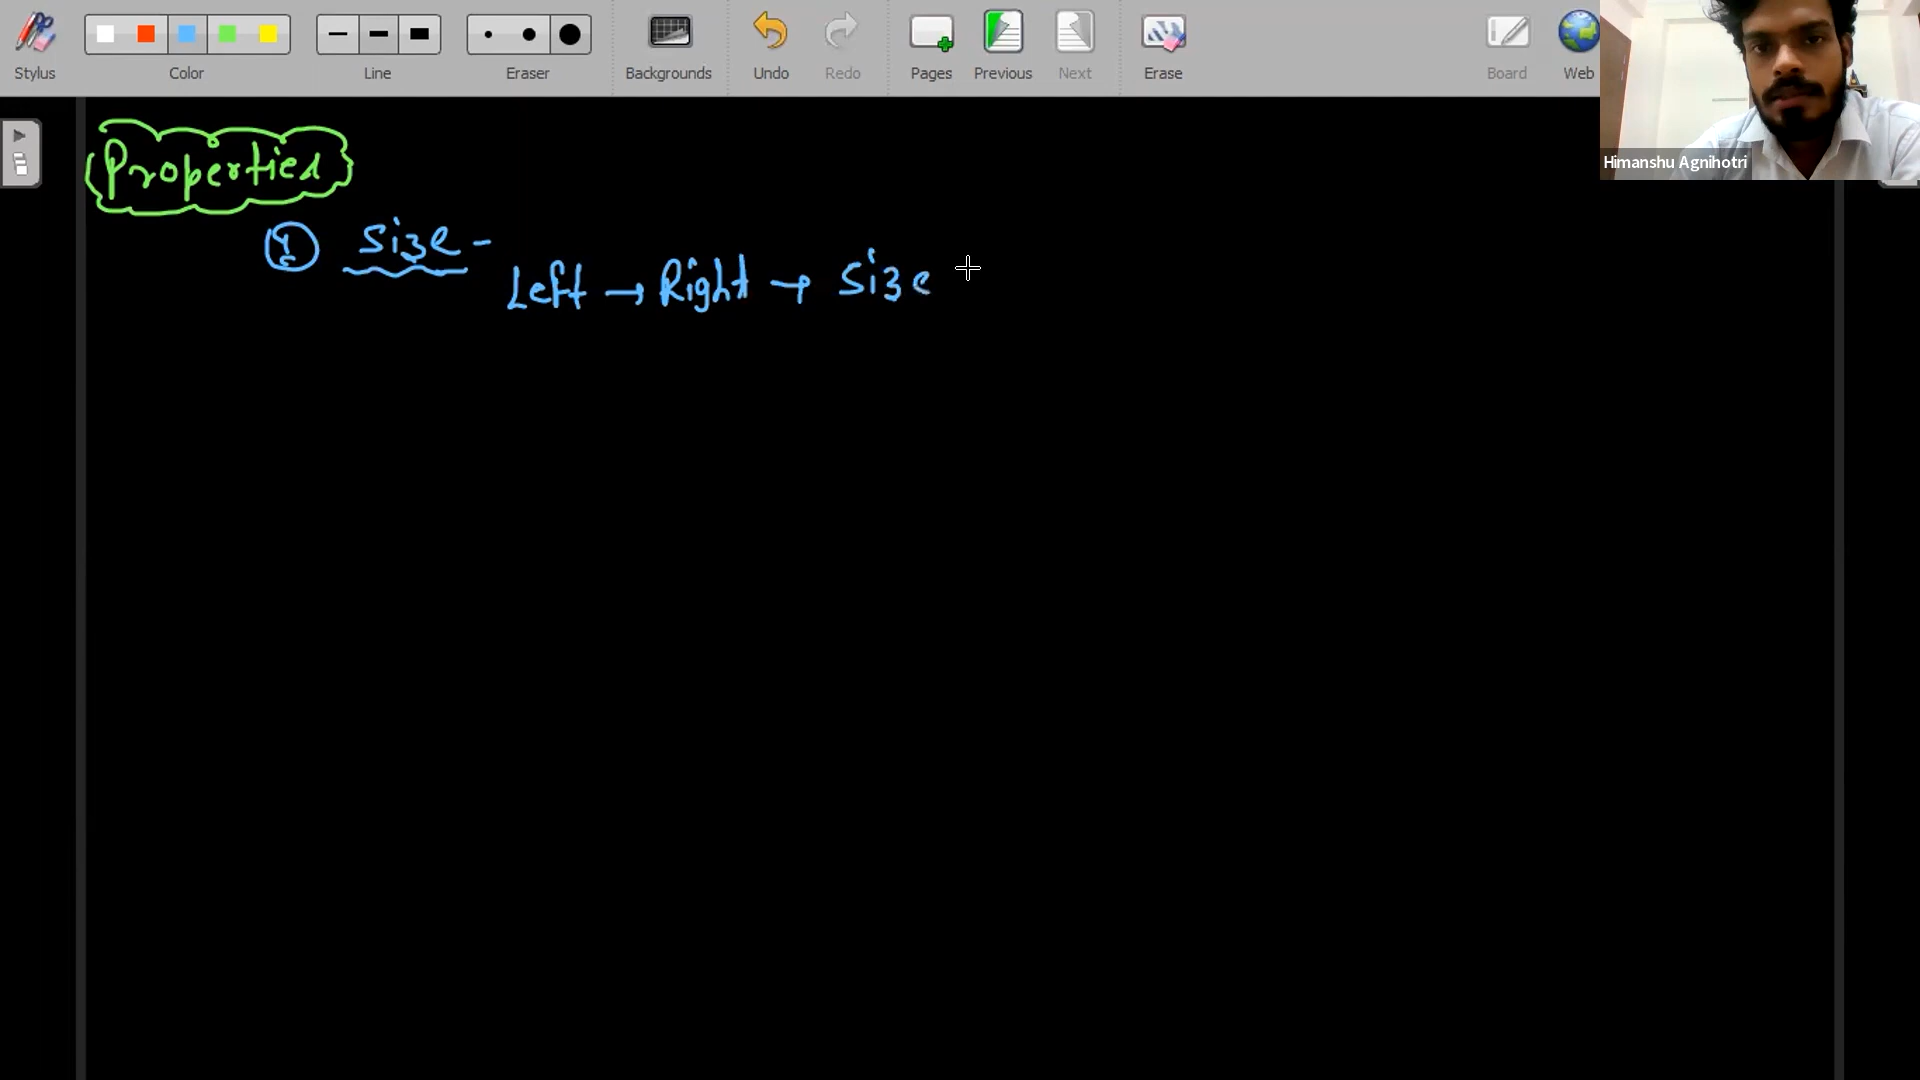 Stylus Color Line Eraser Backgrounds Undo Redo Pages Previous Next Erase Board Web
Himanshu Agnihotri
Properties
Size -
Left → Right → Size